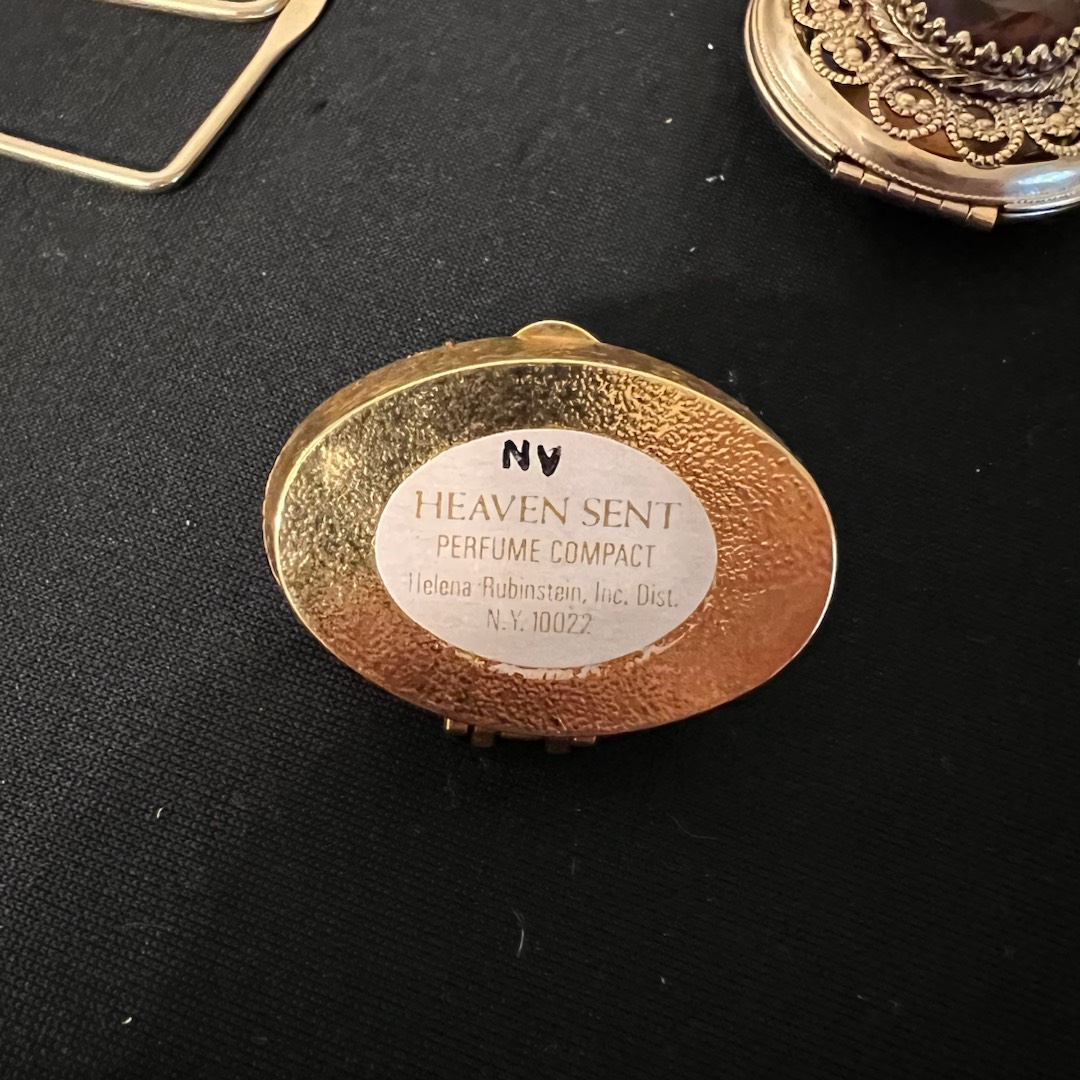 NV
HEAVEN SENT
PERFUME COMPACT
Helena Rubinstein, Inc. Dist.
N.Y. 10022